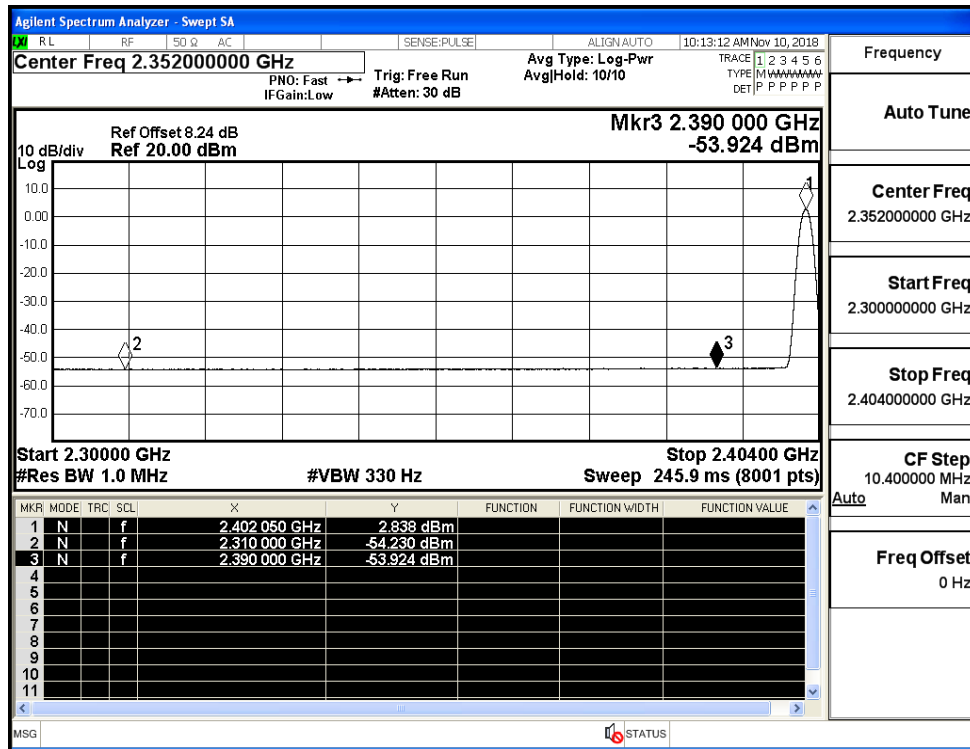 Agilent Spectrum Analyzer - Swept SA
LXI RL RF 50 Ω AC SENSE:PULSE ALIGN AUTO 10:13:12 AM Nov 10, 2018
Center Freq 2.352000000 GHz
PNO: Fast
IFGain:Low
Trig: Free Run
#Atten: 30 dB
Avg Type: Log-Pwr
Avg|Hold: 10/10
TRACE 1 2 3 4 5 6
TYPE M W W W W W
DET P P P P P P
Ref Offset 8.24 dB
10 dB/div Ref 20.00 dBm
Log
Mkr3 2.390 000 GHz
-53.924 dBm
10.0
0.00
-10.0
-20.0
-30.0
-40.0
-50.0
-60.0
-70.0
1
2
3
Start 2.30000 GHz Stop 2.40400 GHz
#Res BW 1.0 MHz #VBW 330 Hz Sweep 245.9 ms (8001 pts)
MKR MODE TRC SCL X Y FUNCTION FUNCTION WIDTH FUNCTION VALUE
1 N f 2.402 050 GHz 2.838 dBm
2 N f 2.310 000 GHz -54.230 dBm
3 N f 2.390 000 GHz -53.924 dBm
4
5
6
7
8
9
10
11
MSG STATUS
Frequency
Auto Tune
Center Freq
2.352000000 GHz
Start Freq
2.300000000 GHz
Stop Freq
2.404000000 GHz
CF Step
10.400000 MHz
Auto Man
Freq Offset
0 Hz